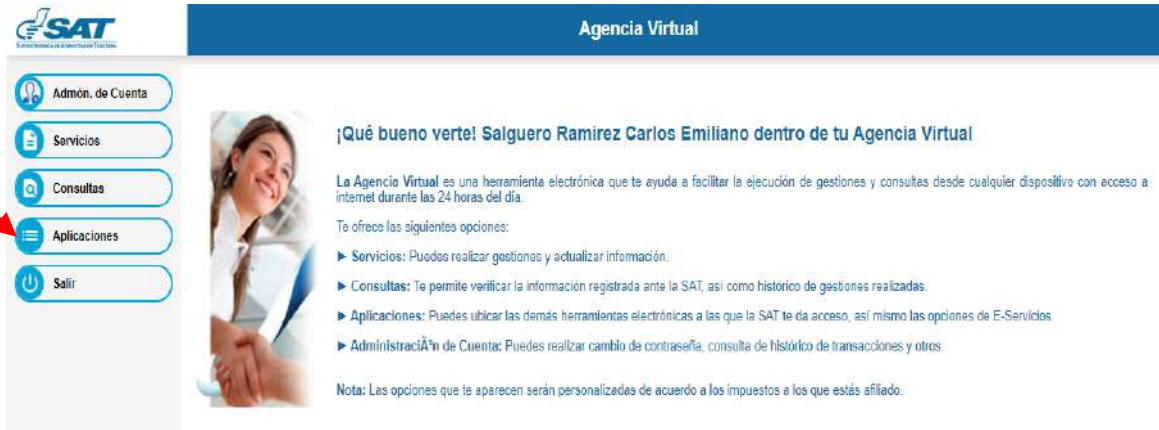 SAT
SUPERINTENDENCIA DE ADMINISTRACIÓN TRIBUTARIA
Agencia Virtual
Admón. de Cuenta
Servicios
Consultas
Aplicaciones
Salir
¡Qué bueno verte! Salguero Ramirez Carlos Emiliano dentro de tu Agencia Virtual
La Agencia Virtual es una herramienta electrónica que te ayuda a facilitar la ejecución de gestiones y consultas desde cualquier dispositivo con acceso a
internet durante las 24 horas del día.
Te ofrece las siguientes opciones:
► Servicios: Puedes realizar gestiones y actualizar información.
► Consultas: Te permite verificar la información registrada ante la SAT, así como histórico de gestiones realizadas.
► Aplicaciones: Puedes ubicar las demás herramientas electrónicas a las que la SAT te da acceso, así mismo las opciones de E-Servicios.
► AdministraciÃ³n de Cuenta: Puedes realizar cambio de contraseña, consulta de histórico de transacciones y otros.
Nota: Las opciones que te aparecen serán personalizadas de acuerdo a los impuestos a los que estás afiliado.